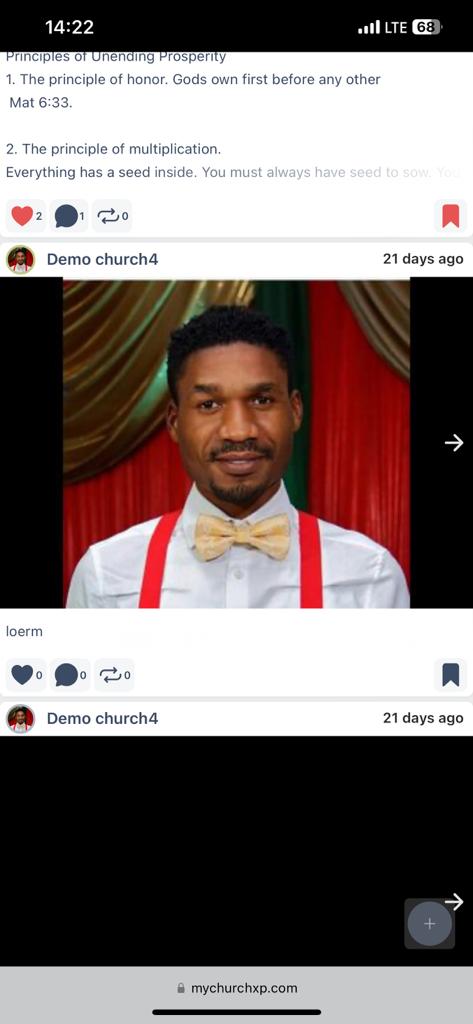 14:22
LTE 68
Principles of Unending Prosperity
1. The principle of honor. Gods own first before any other
Mat 6:33.
2. The principle of multiplication.
Everything has a seed inside. You must always have seed to sow. You
2 1 0
Demo church4 21 days ago
loerm
0 0 0
Demo church4 21 days ago
mychurchxp.com